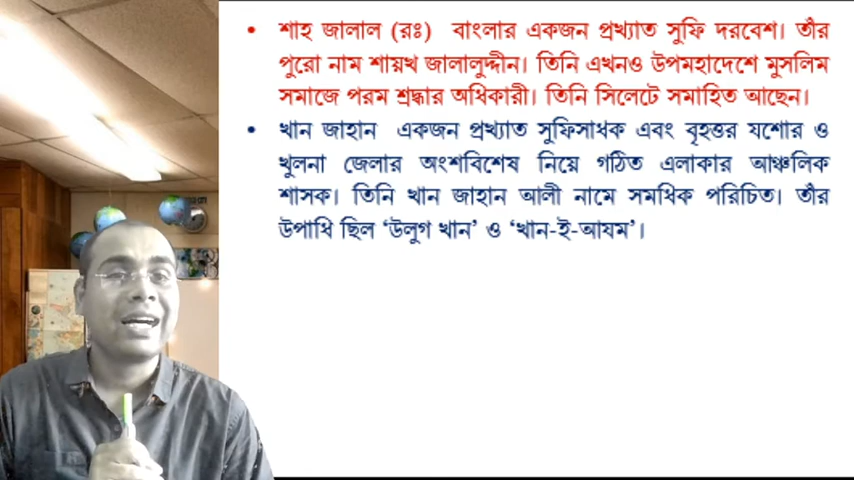 • শাহ জালাল (রঃ) বাংলার একজন প্রখ্যাত সুফি দরবেশ। তাঁর
পুরো নাম শায়খ জালালুদ্দীন। তিনি এখনও উপমহাদেশে মুসলিম
সমাজে পরম শ্রদ্ধার অধিকারী। তিনি সিলেটে সমাহিত আছেন।
• খান জাহান একজন প্রখ্যাত সুফিসাধক এবং বৃহত্তর যশোর ও
খুলনা জেলার অংশবিশেষ নিয়ে গঠিত এলাকার আঞ্চলিক
শাসক। তিনি খান জাহান আলী নামে সমধিক পরিচিত। তাঁর
উপাধি ছিল ‘উলুগ খান’ ও ‘খান-ই-আযম’।